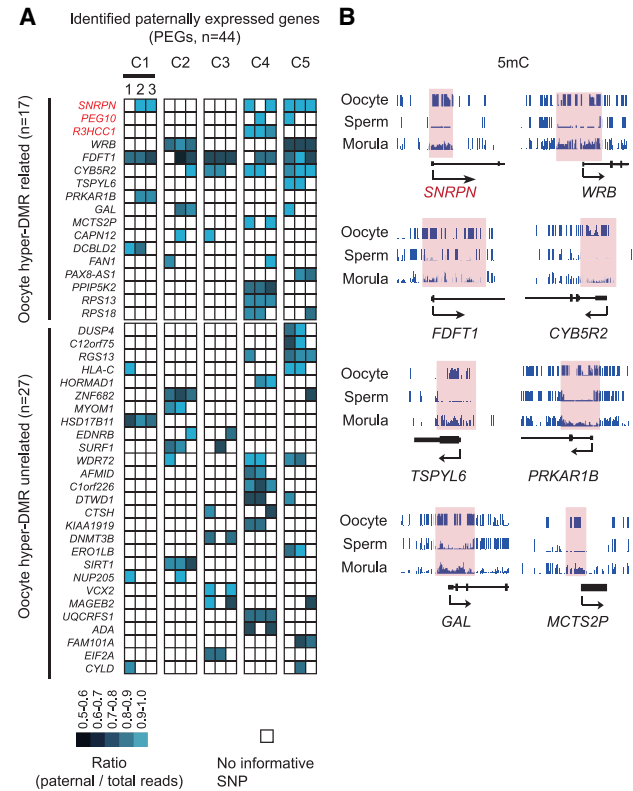 A
Identified paternally expressed genes
(PEGs, n=44)
C1 C2 C3 C4 C5
1 2 3
Oocyte hyper-DMR related (n=17)
SNRPN
PEG10
R3HCC1
WRB
FDFT1
CYB5R2
TSPYL6
PRKAR1B
GAL
MCTS2P
CAPN12
DCBLD2
FAN1
PAX8-AS1
PPIP5K2
RPS13
RPS18
Oocyte hyper-DMR unrelated (n=27)
DUSP4
C12orf75
RGS13
HLA-C
HORMAD1
ZNF682
MYOM1
HSD17B11
EDNRB
SURF1
WDR72
AFMID
C1orf226
DTWD1
CTSH
KIAA1919
DNMT3B
ERO1LB
SIRT1
NUP205
VCX2
MAGEB2
UQCRFS1
ADA
FAM101A
EIF2A
CYLD
0.5-0.6
0.6-0.7
0.7-0.8
0.8-0.9
0.9-1.0
Ratio
(paternal / total reads)
No informative
SNP
B
5mC
Oocyte
Sperm
Morula
SNRPN WRB
Oocyte
Sperm
Morula
FDFT1 CYB5R2
Oocyte
Sperm
Morula
TSPYL6 PRKAR1B
Oocyte
Sperm
Morula
GAL MCTS2P